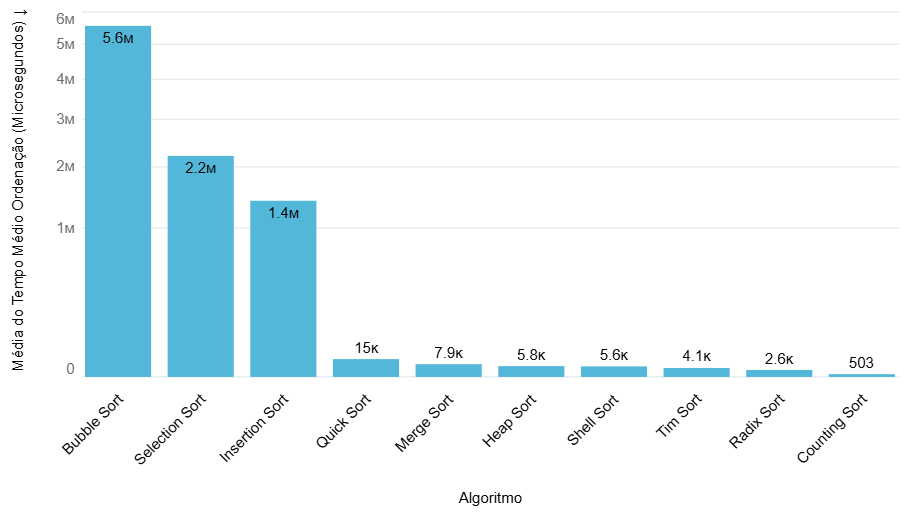 Média do Tempo Médio Ordenação (Microsegundos) ↓
6м
5м
4м
3м
2м
1м
0
5.6м
2.2м
1.4м
15к
7.9к
5.8к
5.6к
4.1к
2.6к
503
Bubble Sort
Selection Sort
Insertion Sort
Quick Sort
Merge Sort
Heap Sort
Shell Sort
Tim Sort
Radix Sort
Counting Sort
Algoritmo